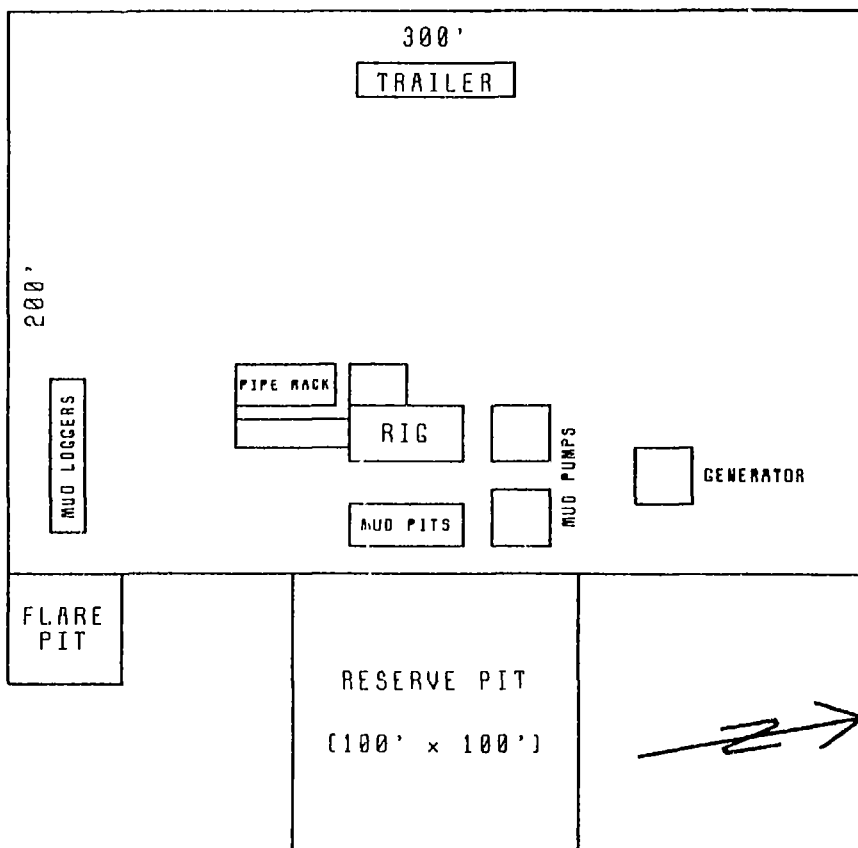 300'
TRAILER
200'
PIPE RACK
MUD LOGGERS
RIG
MUD PUMPS
GENERATOR
MUD PITS
FLARE
PIT
RESERVE PIT
(100' x 100')
N